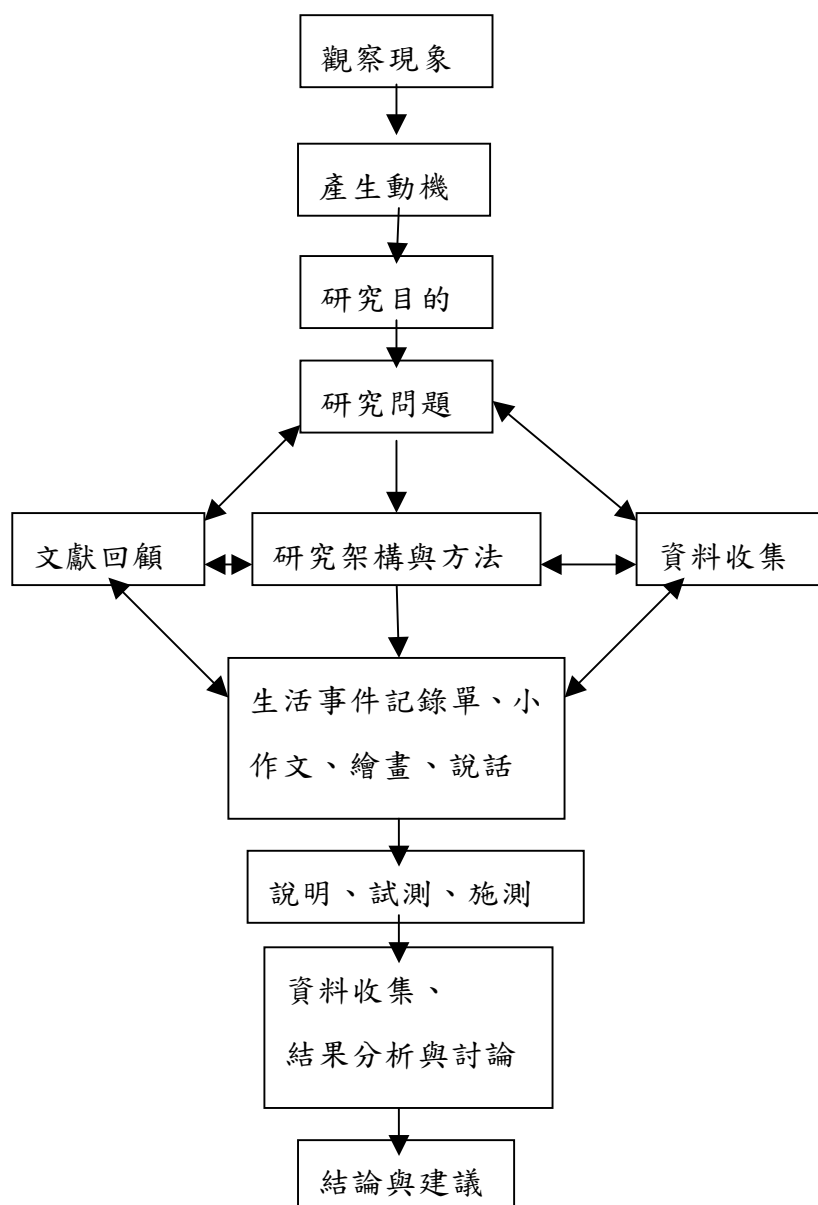 觀察現象
產生動機
研究目的
研究問題
文獻回顧
研究架構與方法
資料收集
生活事件記錄單、小
作文、繪畫、說話
說明、試測、施測
資料收集、
結果分析與討論
結論與建議